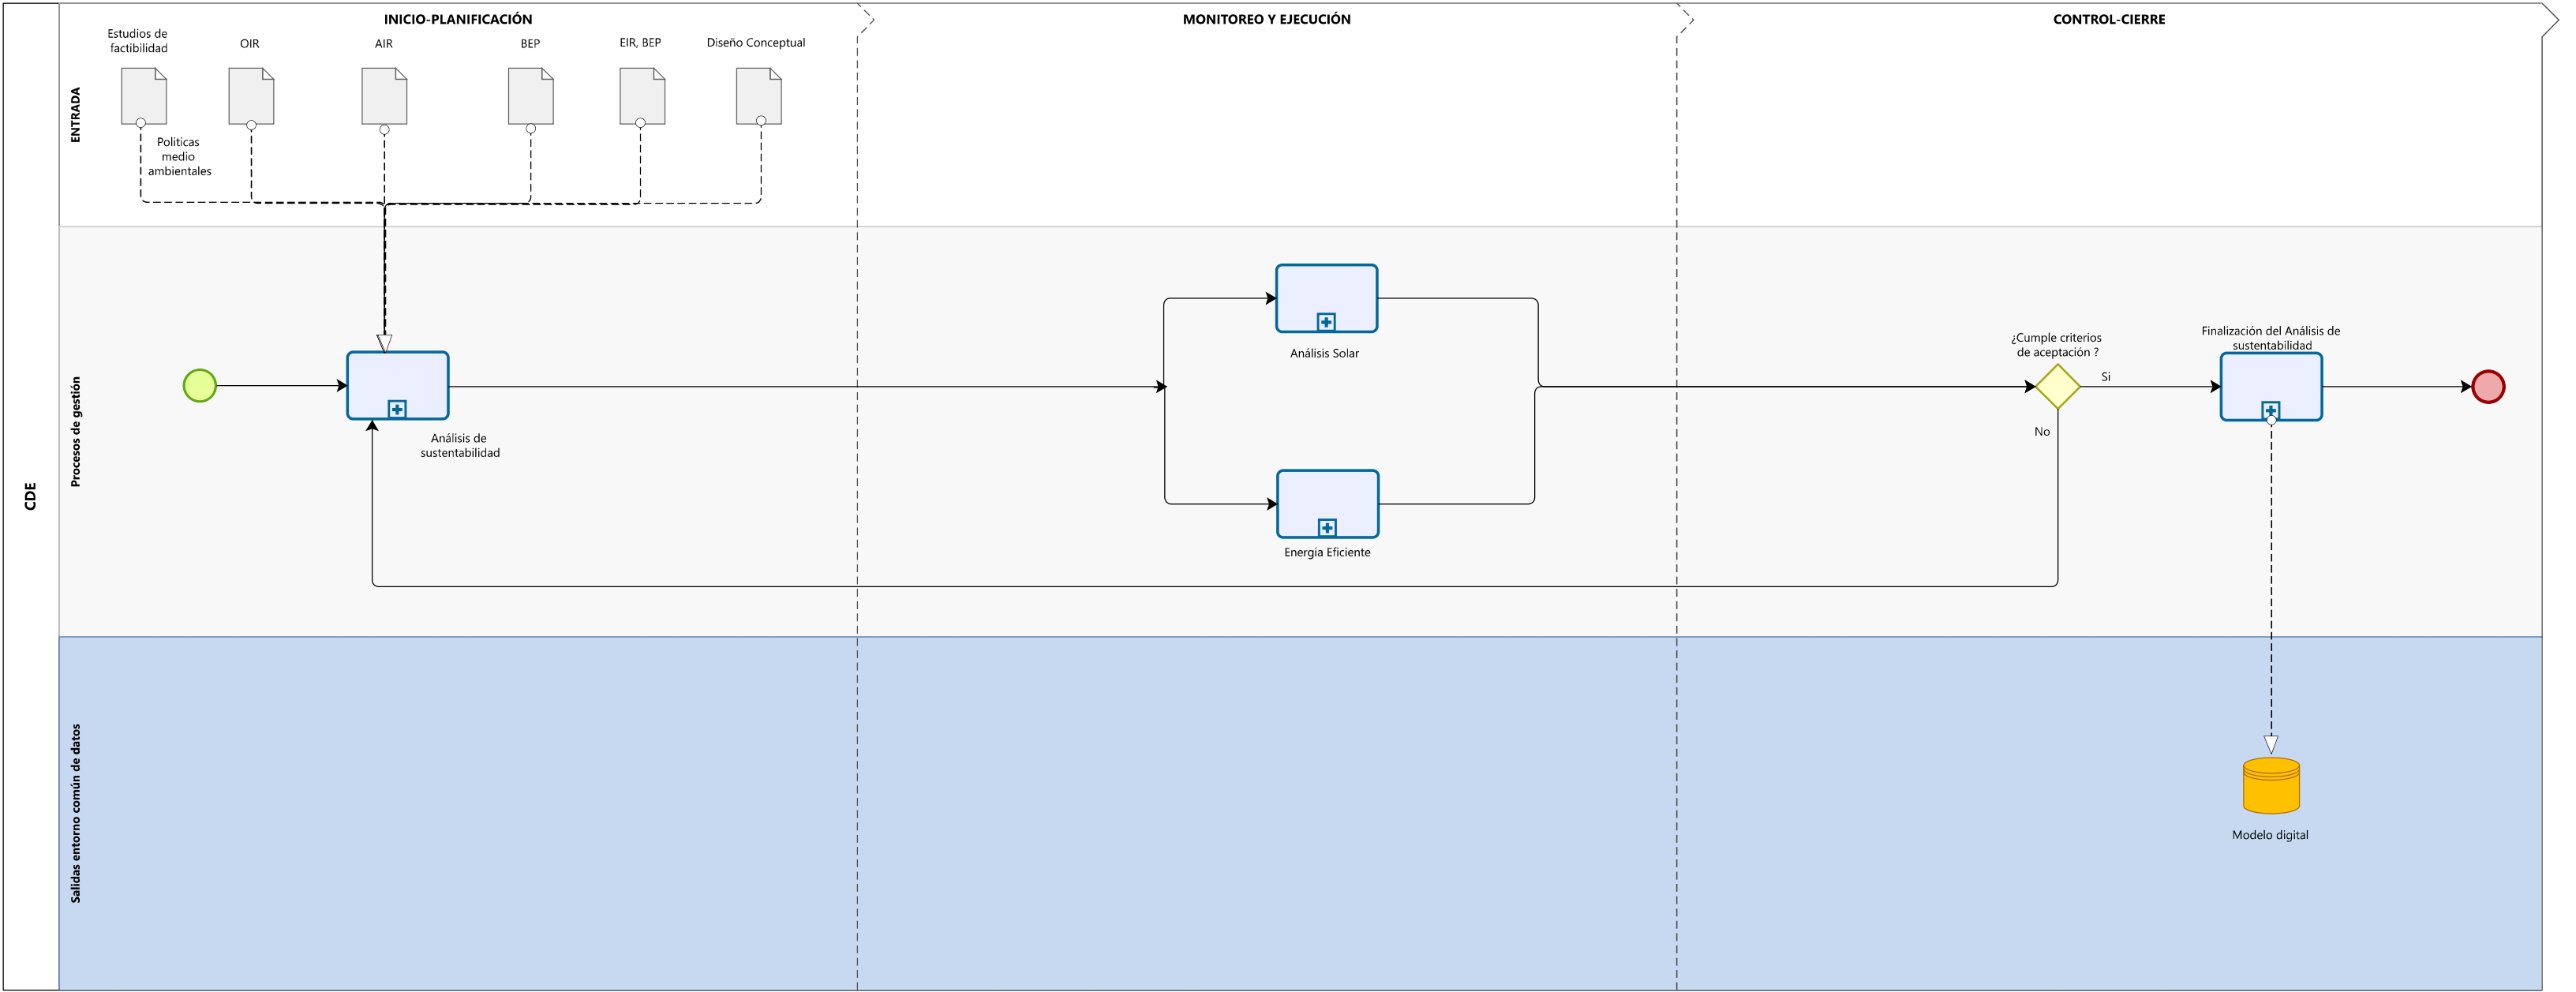 INICIO-PLANIFICACIÓN
MONITOREO Y EJECUCIÓN
CONTROL-CIERRE
CDE
ENTRADA
Estudios de
factibilidad
OIR
AIR
BEP
EIR, BEP
Diseño Conceptual
Politicas
medio
ambientales
Procesos de gestión
Análisis de
sustentabilidad
Análisis Solar
Energía Eficiente
¿Cumple criterios
de aceptación ?
Si
No
Finalización del Análisis de
sustentabilidad
Salidas entorno común de datos
Modelo digital